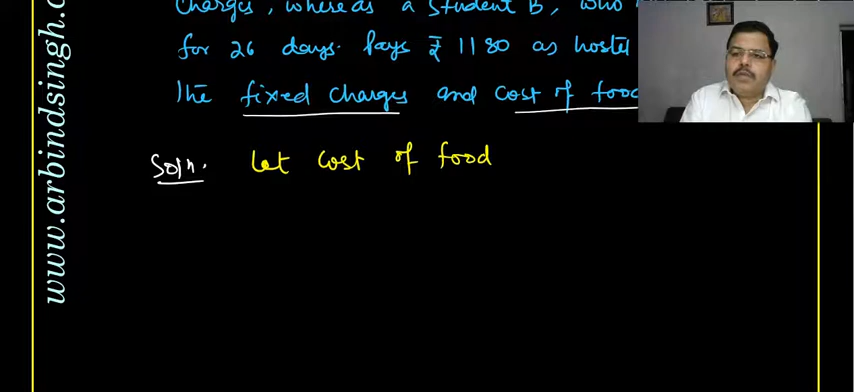 charges, whereas a student B, who
for 26 days. Pays ₹ 1180 as hostel
The fixed charges and cost of food
Soln. Let cost of food
www.arbindsingh.c